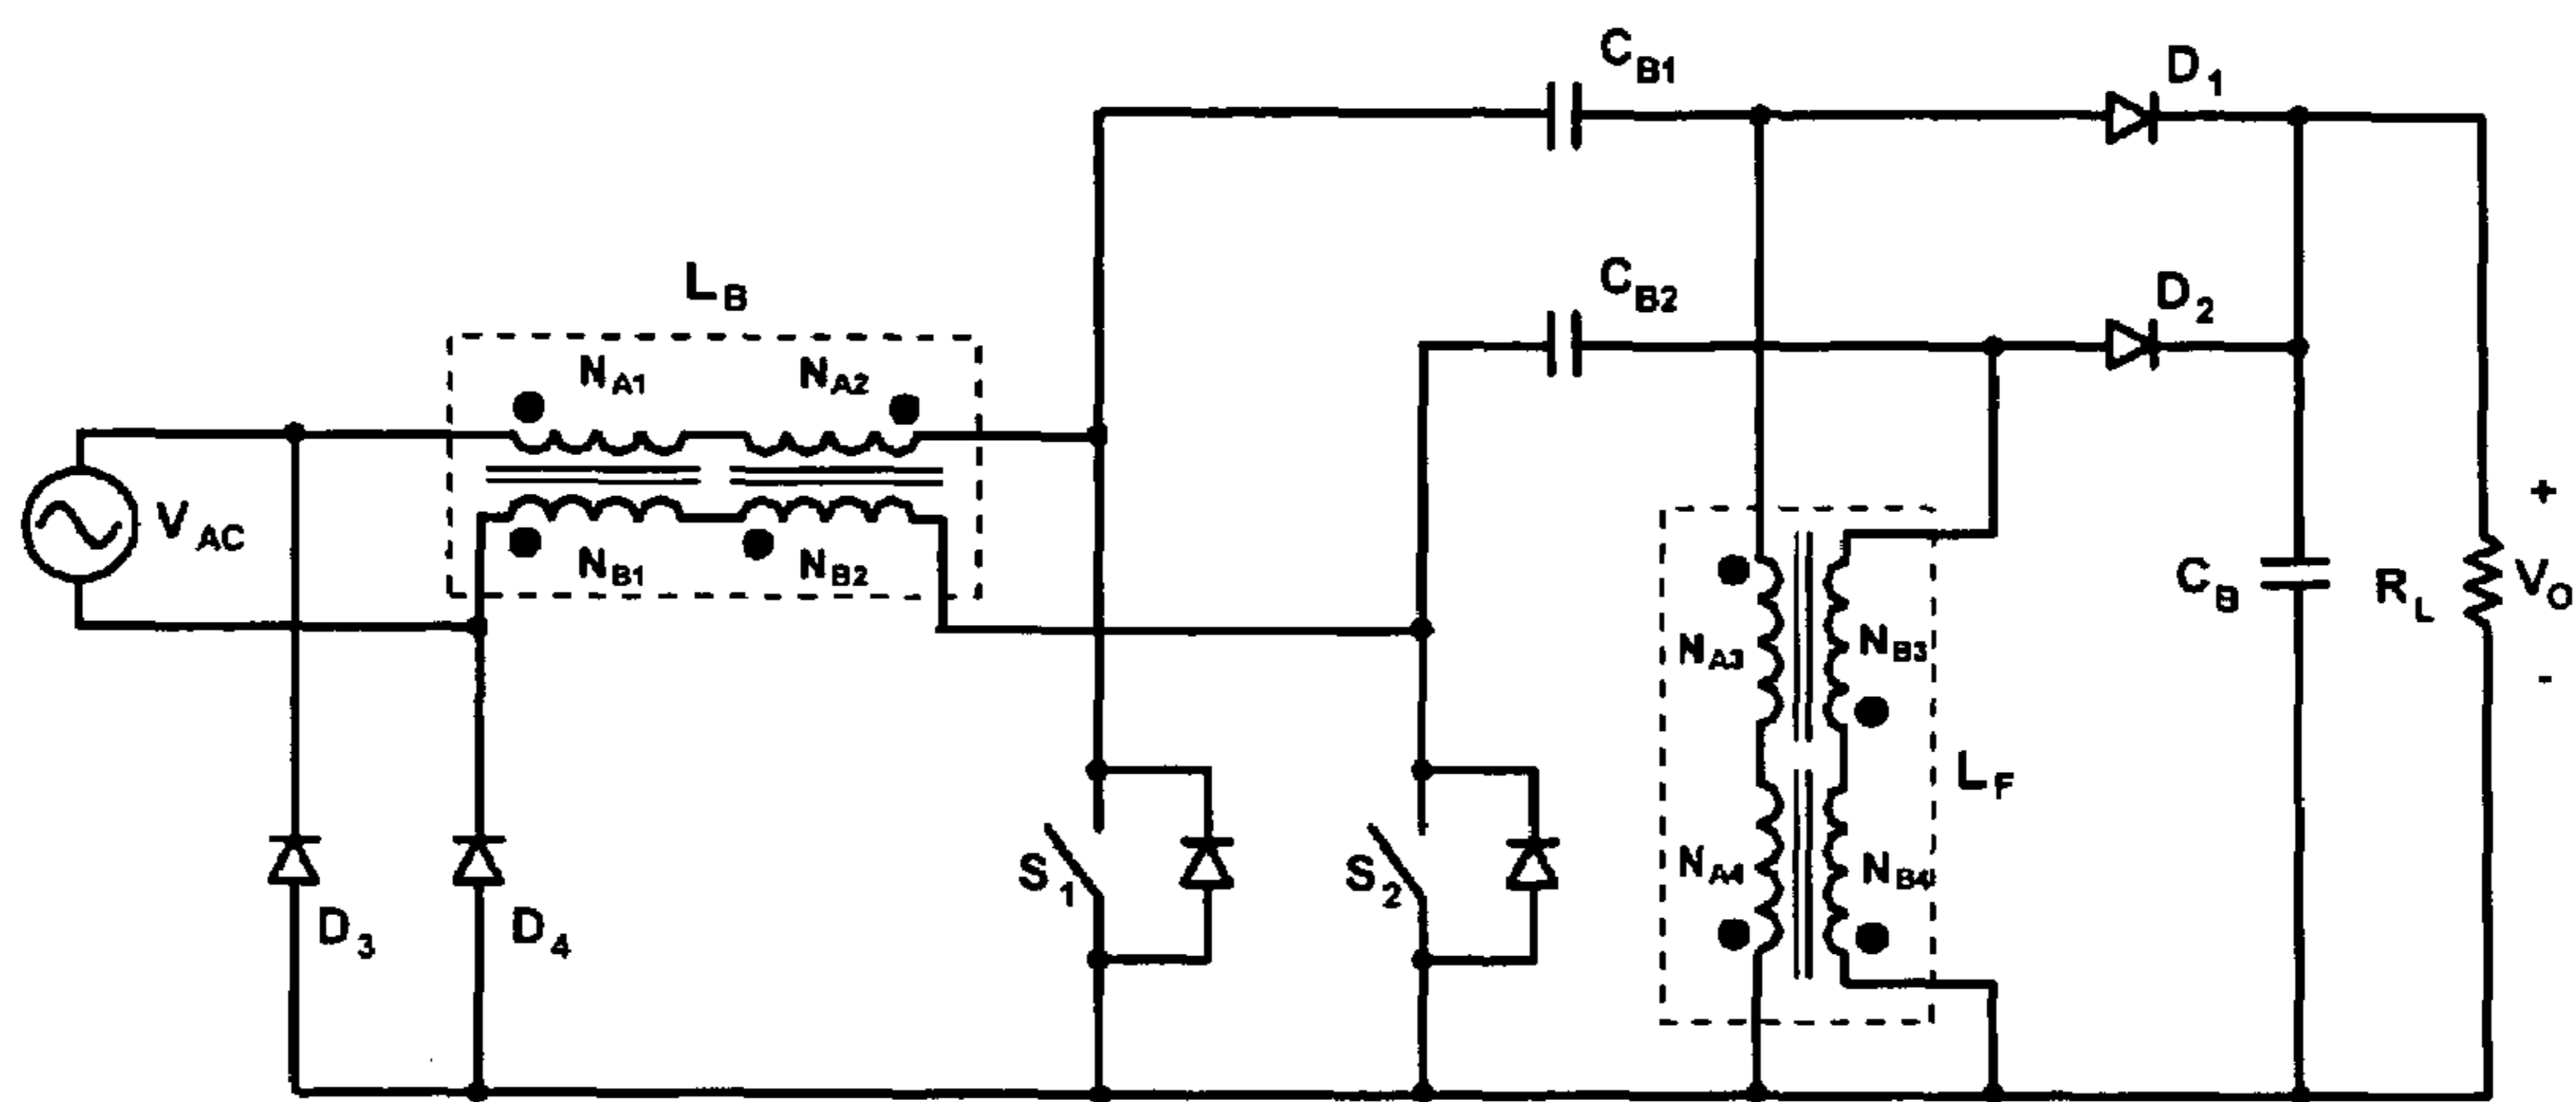 C B1
D 1
C B2
D 2
L B
N A1
N A2
V AC
N B1
N B2
+
N A3
N B3
C B
R L
V O
-
L F
S 1
S 2
N A4
N B4
D 3
D 4